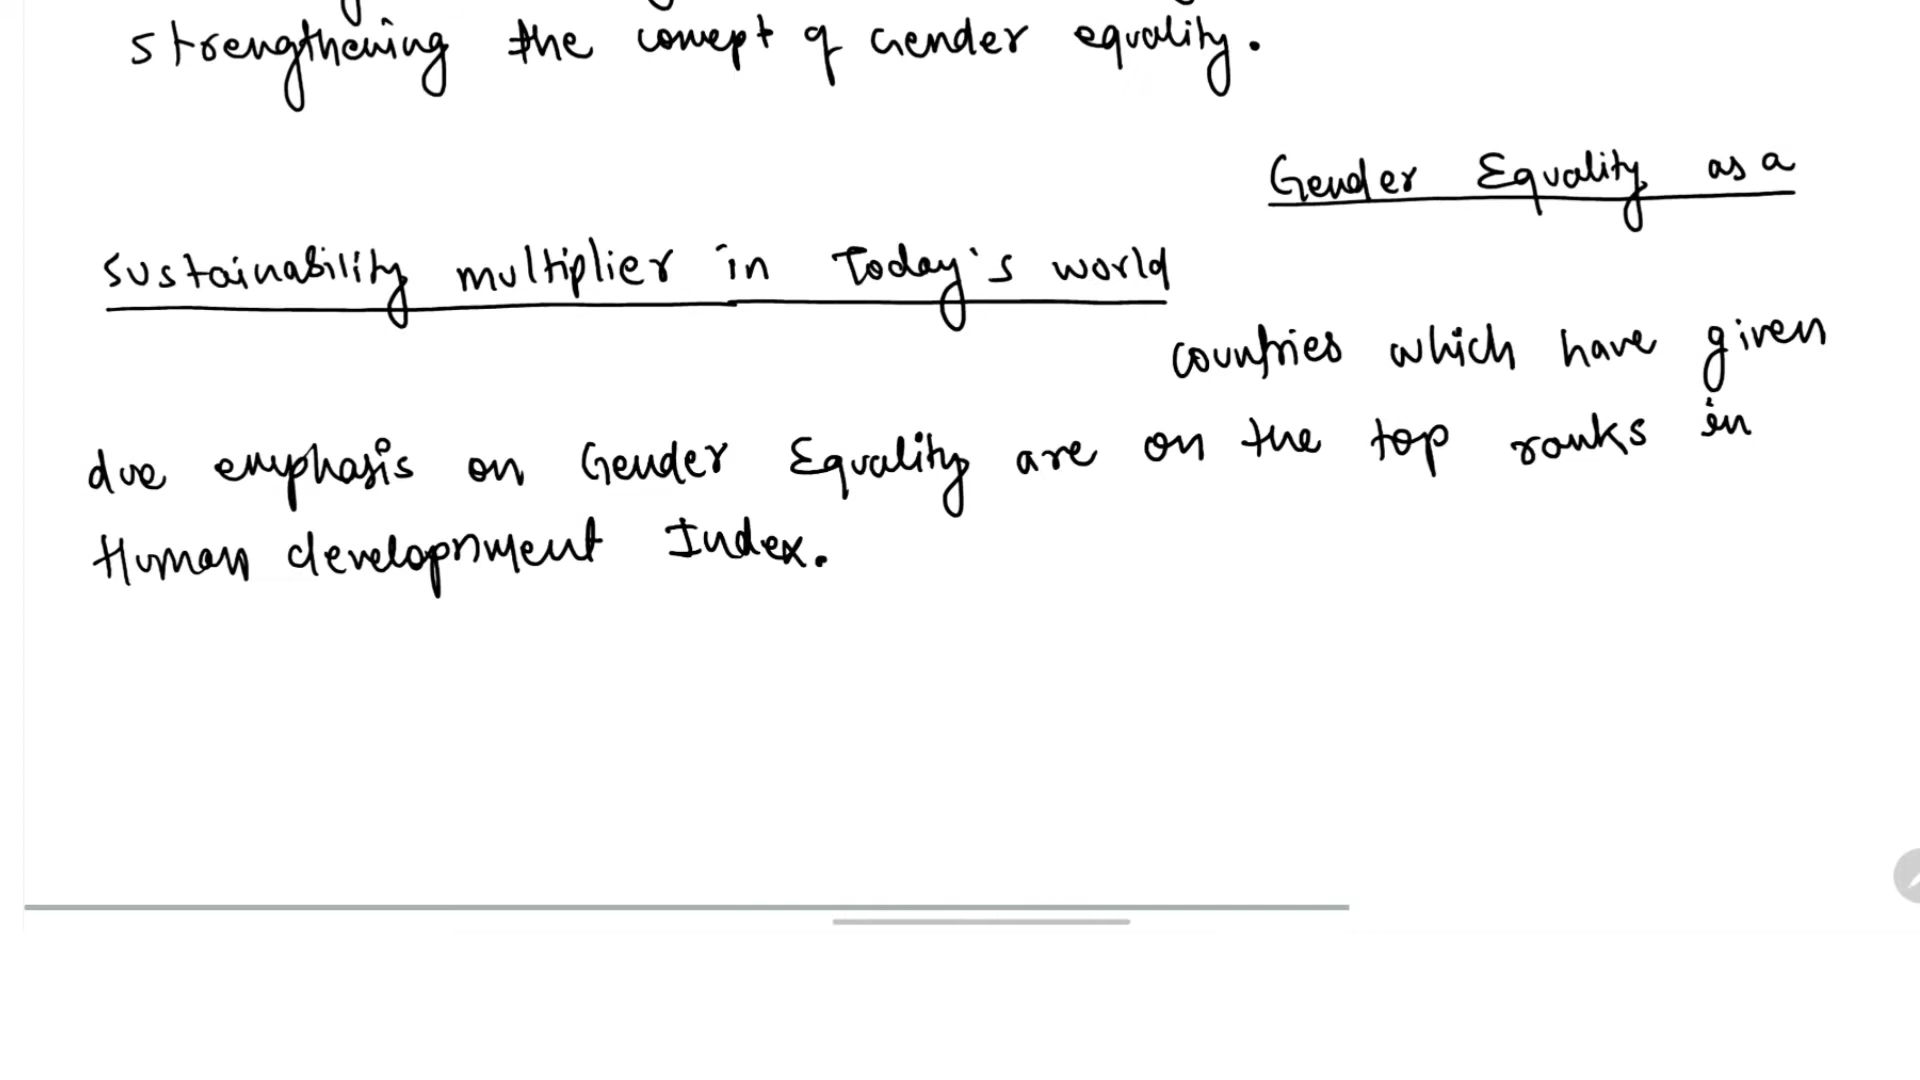 strengthening the concept of Gender equality.
Gender Equality as a
sustainability multiplier in Today's world
countries which have given
due emphasis on Gender Equality are on the top ranks in
Human development Index.